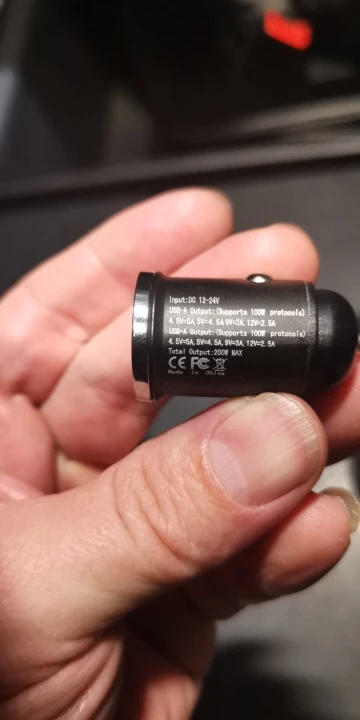 Input:DC 12-24V
USB-A Output:(Supports 100W protocols)
4.5V=5A,5V=4.5A 9V=3A,12V=2.5A
USB-A Output:(Supports 100W protocols)
4.5V=5A,5V=4.5A,9V=3A,12V=2.5A
Total Output:200W MAX
CE FC
Made in China